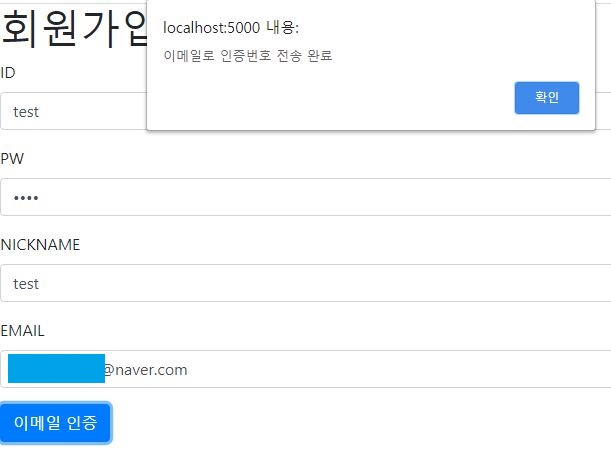 회원가입
localhost:5000 내용:
이메일로 인증번호 전송 완료
확인
ID
test
PW
••••
NICKNAME
test
EMAIL
@naver.com
이메일 인증